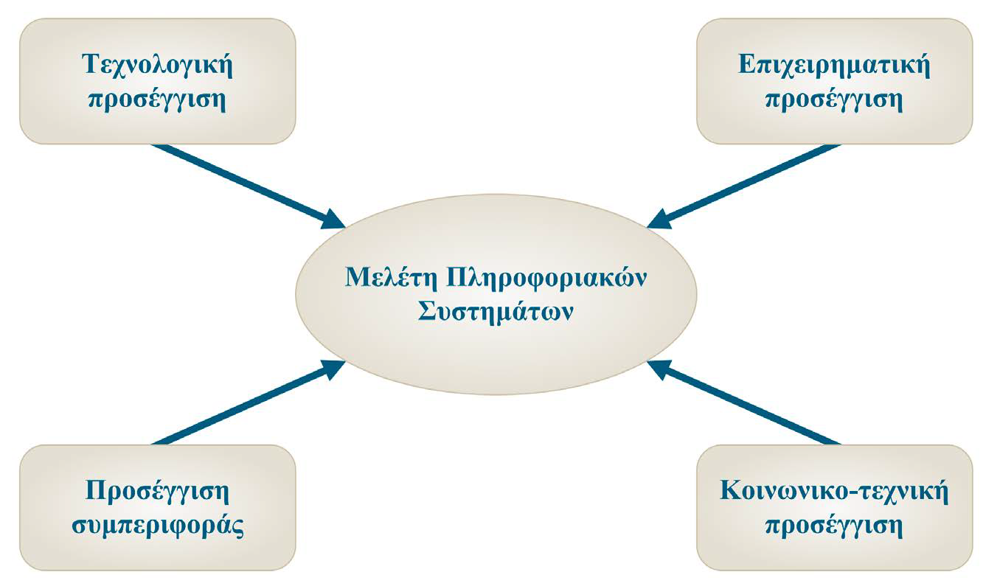 Τεχνολογική
προσέγγιση
Επιχειρηματική
προσέγγιση
Μελέτη Πληροφοριακών
Συστημάτων
Προσέγγιση
συμπεριφοράς
Κοινωνικο-τεχνική
προσέγγιση